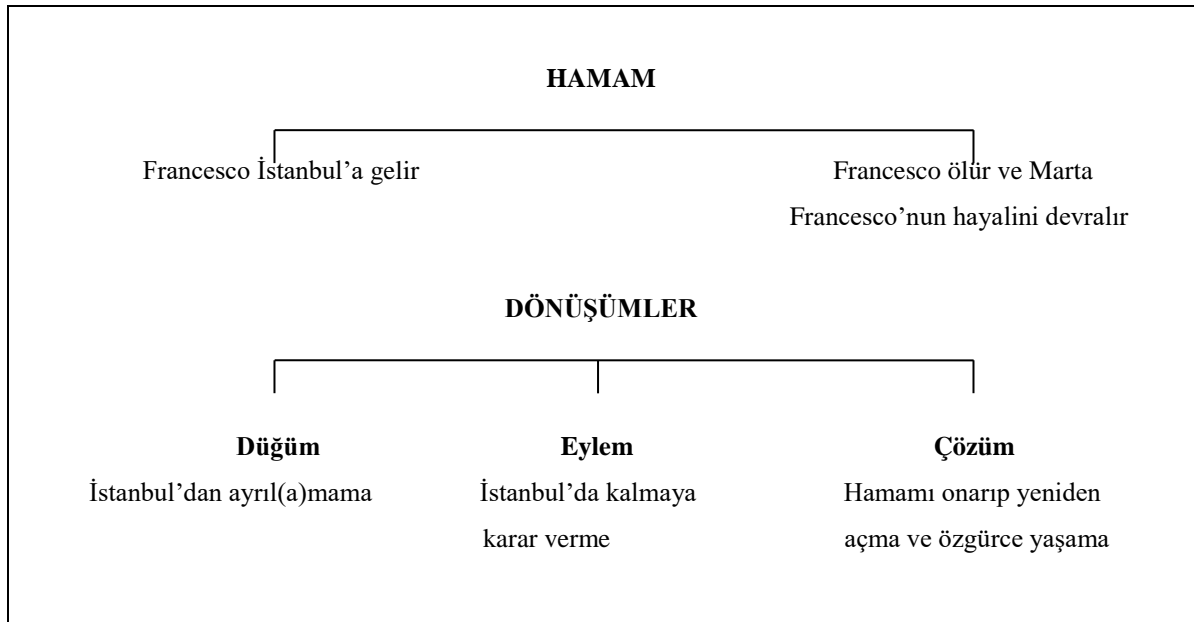 HAMAM
Francesco İstanbul’a gelir
Francesco ölür ve Marta
Francesco’nun hayalini devralır
DÖNÜŞÜMLER
Düğüm
İstanbul’dan ayrıl(a)mama
Eylem
İstanbul’da kalmaya
karar verme
Çözüm
Hamamı onarıp yeniden
açma ve özgürce yaşama